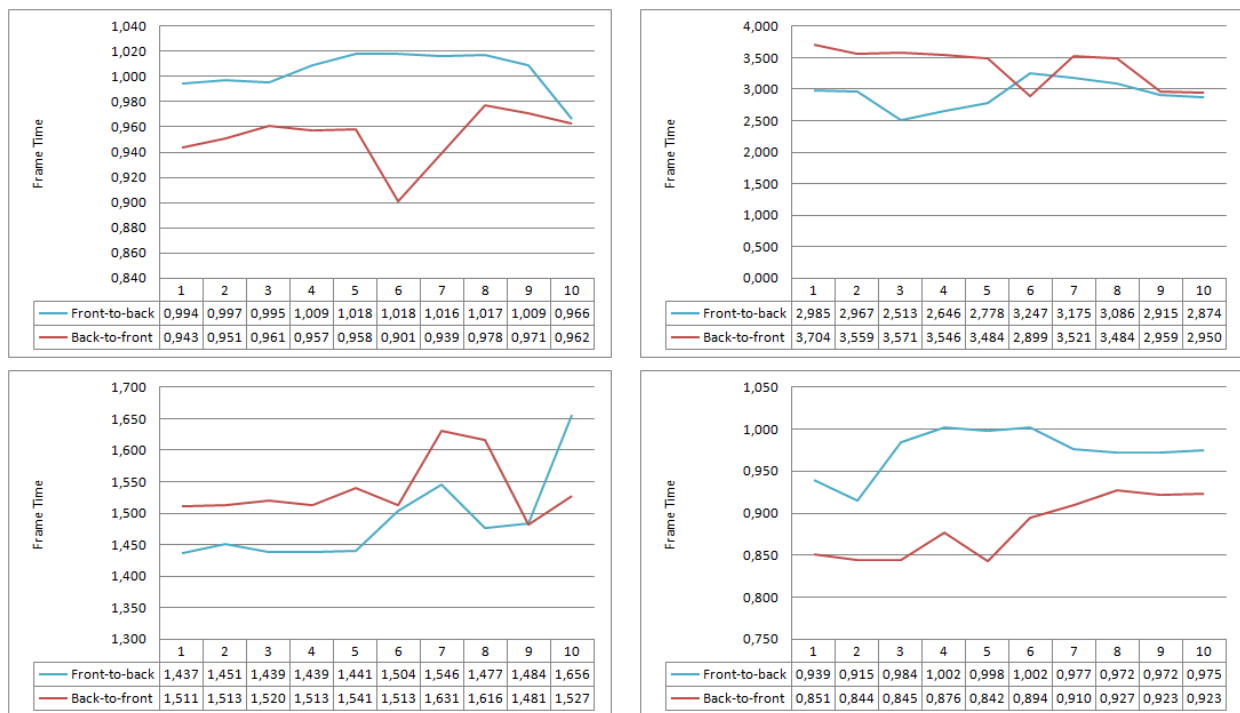 1,040
1,020
1,000
0,980
0,960
0,940
0,920
0,900
0,880
0,860
0,840
Frame Time
1 2 3 4 5 6 7 8 9 10
Front-to-back 0,994 0,997 0,995 1,009 1,018 1,018 1,016 1,017 1,009 0,966
Back-to-front 0,943 0,951 0,961 0,957 0,958 0,901 0,939 0,978 0,971 0,962
4,000
3,500
3,000
2,500
2,000
1,500
1,000
0,500
0,000
Frame Time
1 2 3 4 5 6 7 8 9 10
Front-to-back 2,985 2,967 2,513 2,646 2,778 3,247 3,175 3,086 2,915 2,874
Back-to-front 3,704 3,559 3,571 3,546 3,484 2,899 3,521 3,484 2,959 2,950
1,700
1,650
1,600
1,550
1,500
1,450
1,400
1,350
1,300
Frame Time
1 2 3 4 5 6 7 8 9 10
Front-to-back 1,437 1,451 1,439 1,439 1,441 1,504 1,546 1,477 1,484 1,656
Back-to-front 1,511 1,513 1,520 1,513 1,541 1,513 1,631 1,616 1,481 1,527
1,050
1,000
0,950
0,900
0,850
0,800
0,750
Frame Time
1 2 3 4 5 6 7 8 9 10
Front-to-back 0,939 0,915 0,984 1,002 0,998 1,002 0,977 0,972 0,972 0,975
Back-to-front 0,851 0,844 0,845 0,876 0,842 0,894 0,910 0,927 0,923 0,923